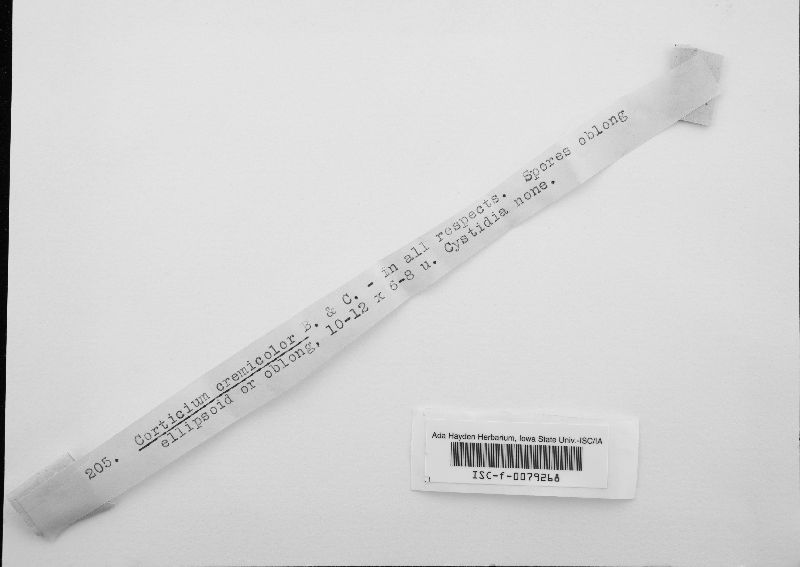 205. Corticium cremicolor B. & C. - in all respects. Spores oblong
ellipsoid or oblong, 10-12 x 6-8 u. Cystidia none.
Ada Hayden Herbarium, Iowa State Univ.-ISC/IA
ISC-f-0079268